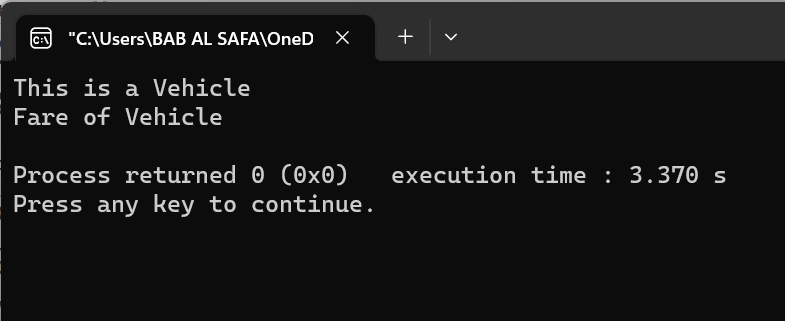 "C:\Users\BAB AL SAFA\OneD
This is a Vehicle
Fare of Vehicle
Process returned 0 (0x0)   execution time : 3.370 s
Press any key to continue.